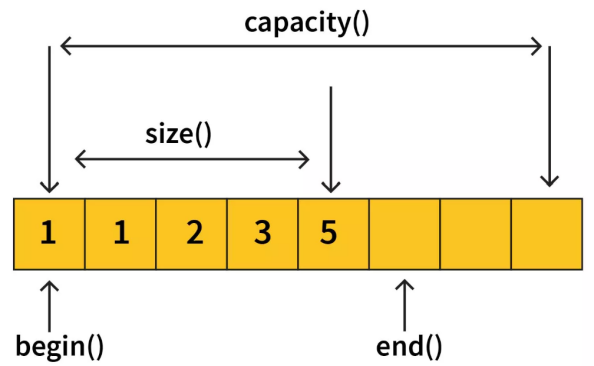 capacity()
size()
1 1 2 3 5
begin() end()